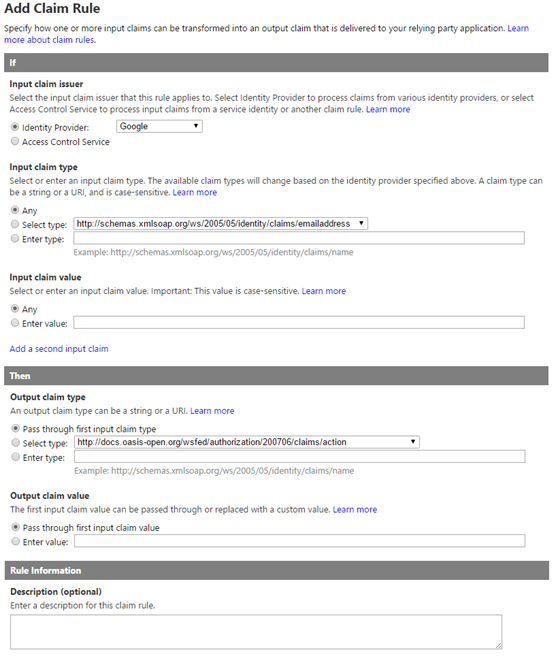 Add Claim Rule
Specify how one or more input claims can be transformed into an output claim that is delivered to your relying party application. Learn
more about claim rules.
If
Input claim issuer
Select the input claim issuer that this rule applies to. Select Identity Provider to process claims from various identity providers, or select
Access Control Service to process input claims from a service identity or another claim rule. Learn more
Identity Provider: Google
Access Control Service
Input claim type
Select or enter an input claim type. The available claim types will change based on the identity provider specified above. A claim type can
be a string or a URI, and is case-sensitive. Learn more
Any
Select type: http://schemas.xmlsoap.org/ws/2005/05/identity/claims/emailaddress
Enter type:
Example: http://schemas.xmlsoap.org/ws/2005/05/identity/claims/name
Input claim value
Select or enter an input claim value. Important: This value is case-sensitive. Learn more
Any
Enter value:
Add a second input claim
Then
Output claim type
An output claim type can be a string or a URI. Learn more
Pass through first input claim type
Select type: http://docs.oasis-open.org/wsfed/authorization/200706/claims/action
Enter type:
Example: http://schemas.xmlsoap.org/ws/2005/05/identity/claims/name
Output claim value
The first input claim value can be passed through or replaced with a custom value. Learn more
Pass through first input claim value
Enter value:
Rule Information
Description (optional)
Enter a description for this claim rule.